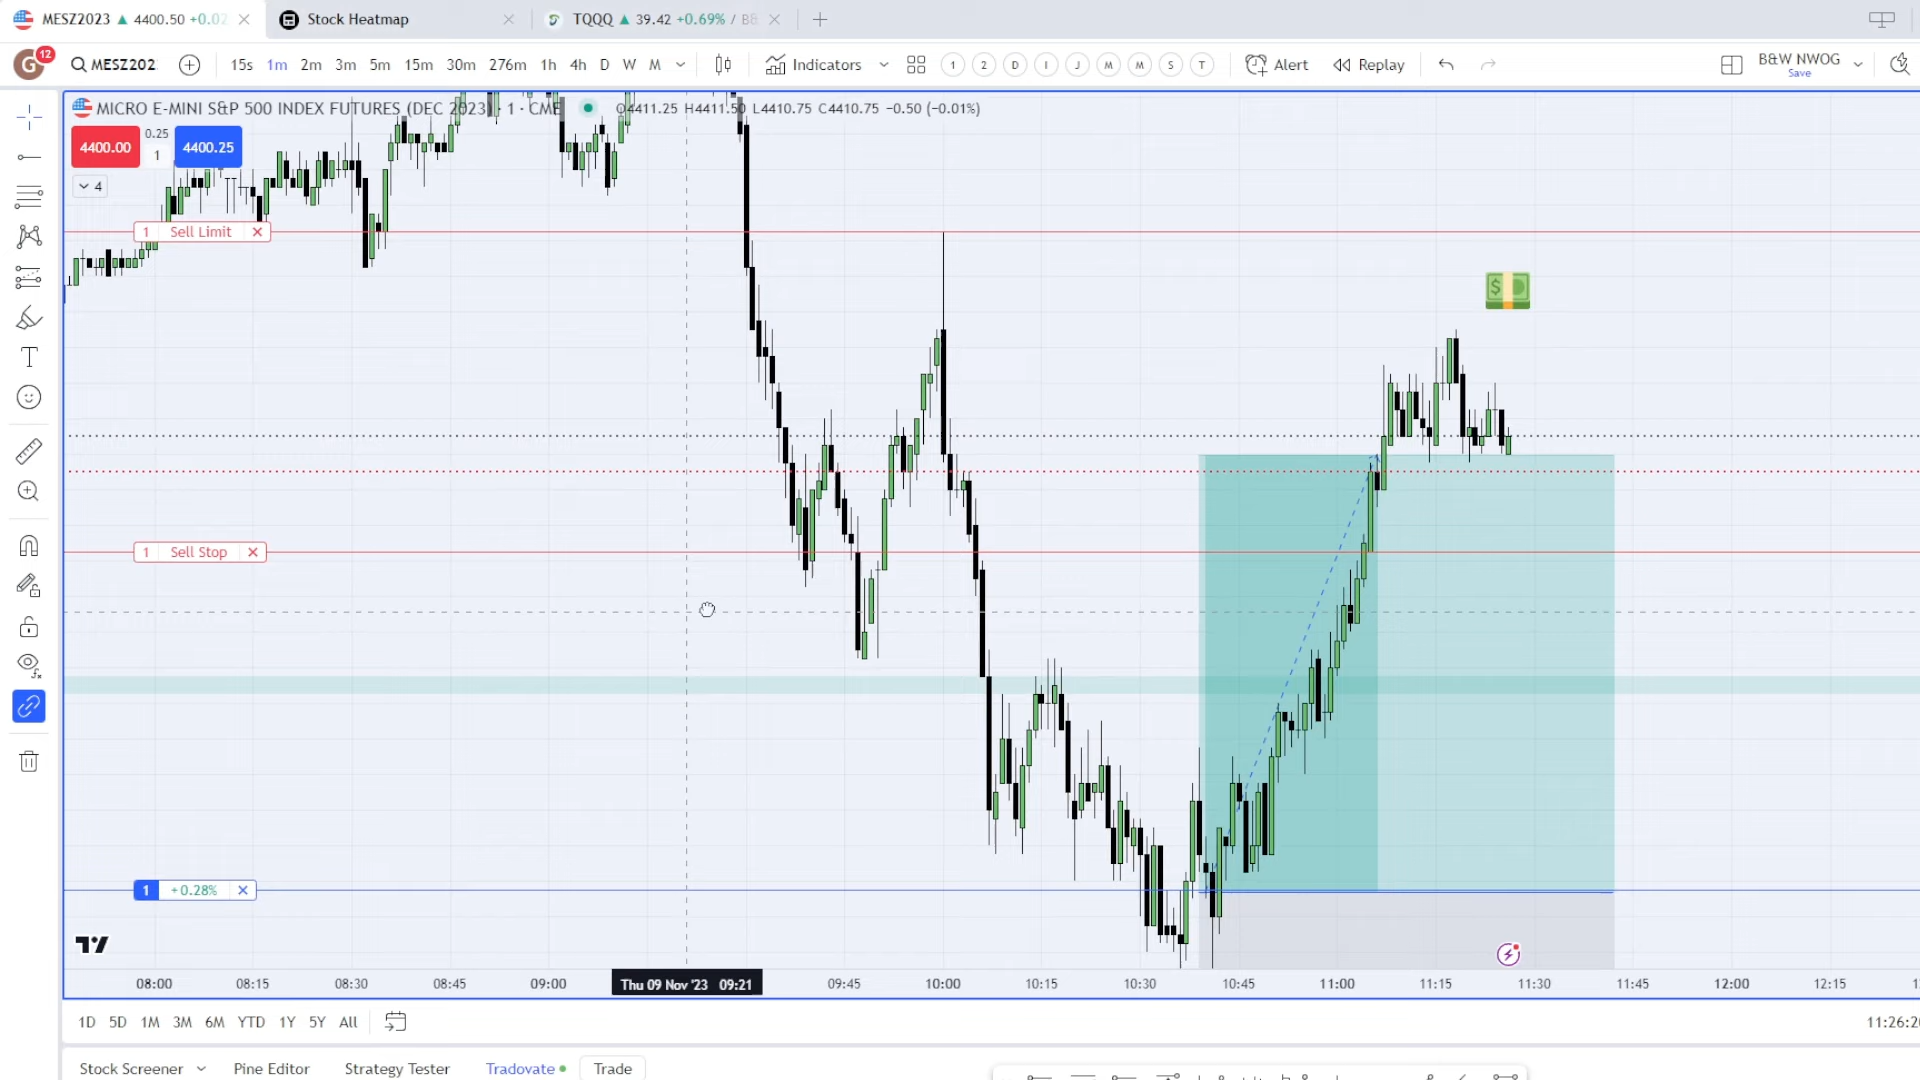 MESZ2023 ▲ 4400.50 +0.02
Stock Heatmap
TQQQ ▲ 39.42 +0.69% / B&
G 12
MESZ202
15s 1m 2m 3m 5m 15m 30m 276m 1h 4h D W M
Indicators
1 2 D I J M M S T
Alert
Replay
B&W NWOG
Save
MICRO E-MINI S&P 500 INDEX FUTURES (DEC 2023) · 1 · CME
O4411.25 H4411.50 L4410.75 C4410.75 −0.50 (−0.01%)
4400.00
0.25
1
4400.25
4
1 Sell Limit
1 Sell Stop
1 +0.28%
08:00 08:15 08:30 08:45 09:00 Thu 09 Nov '23 09:21 09:45 10:00 10:15 10:30 10:45 11:00 11:15 11:30 11:45 12:00 12:15
1D 5D 1M 3M 6M YTD 1Y 5Y All
11:26:2
Stock Screener
Pine Editor
Strategy Tester
Tradovate
Trade